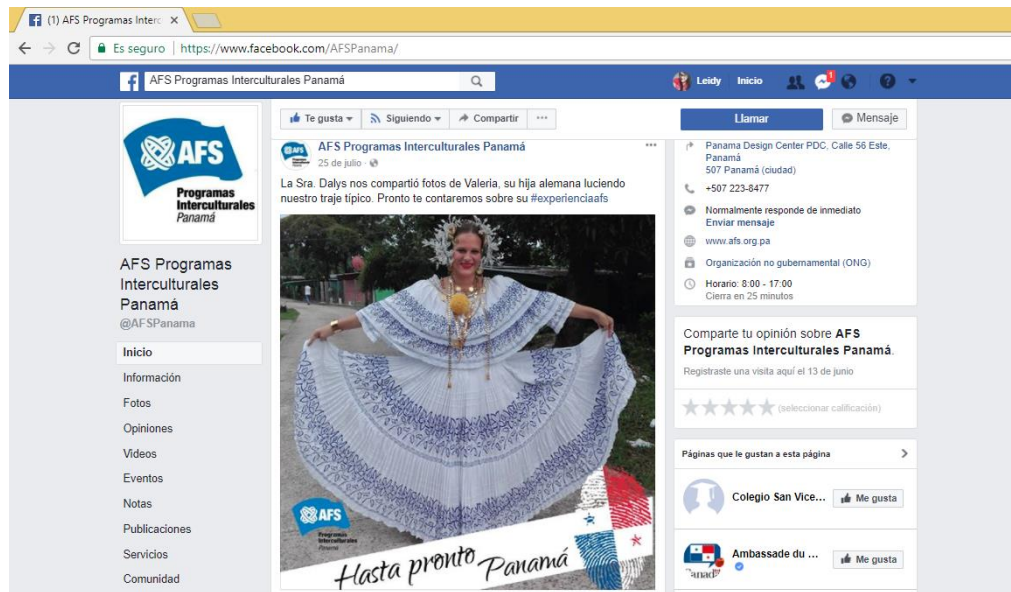 (1) AFS Programas Interc
Es seguro | https://www.facebook.com/AFSPanama/
AFS Programas Interculturales Panamá
Leidy Inicio 1
AFS
Programas
Interculturales
Panamá
AFS Programas
Interculturales
Panamá
@AFSPanama
Inicio
Información
Fotos
Opiniones
Videos
Eventos
Notas
Publicaciones
Servicios
Comunidad
Te gusta Siguiendo Compartir ...
AFS Programas Interculturales Panamá
25 de julio ·
La Sra. Dalys nos compartió fotos de Valeria, su hija alemana luciendo
nuestro traje típico. Pronto te contaremos sobre su #experienciaafs
AFS
Programas
Interculturales
Panamá
Hasta pronto Panamá
Llamar Mensaje
Panama Design Center PDC, Calle 56 Este,
Panamá
507 Panamá (ciudad)
+507 223-8477
Normalmente responde de inmediato
Enviar mensaje
www.afs.org.pa
Organización no gubernamental (ONG)
Horario: 8:00 - 17:00
Cierra en 25 minutos
Comparte tu opinión sobre AFS
Programas Interculturales Panamá.
Registraste una visita aquí el 13 de junio
(seleccionar calificación)
Páginas que le gustan a esta página
Colegio San Vice... Me gusta
Ambassade du ... Me gusta